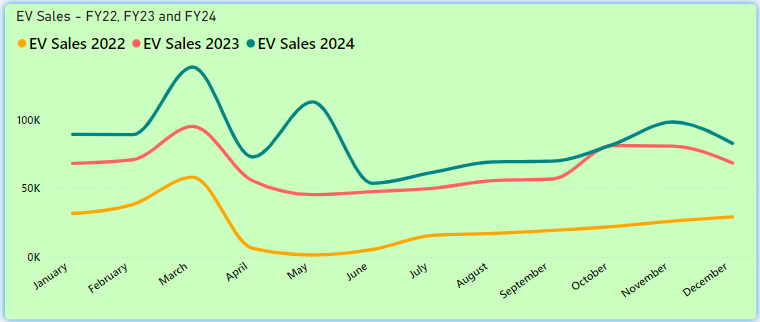 EV Sales - FY22, FY23 and FY24
EV Sales 2022 EV Sales 2023 EV Sales 2024
100K
50K
0K
January February March April May June July August September October November December